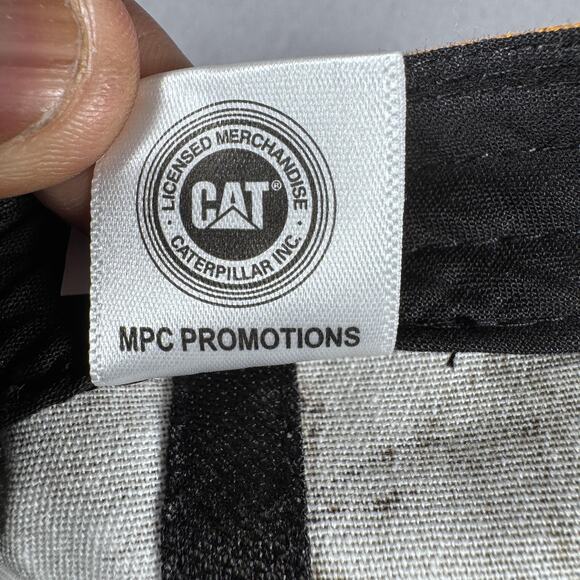 · LICENSED MERCHANDISE ·
CAT®
CATERPILLAR INC.
MPC PROMOTIONS